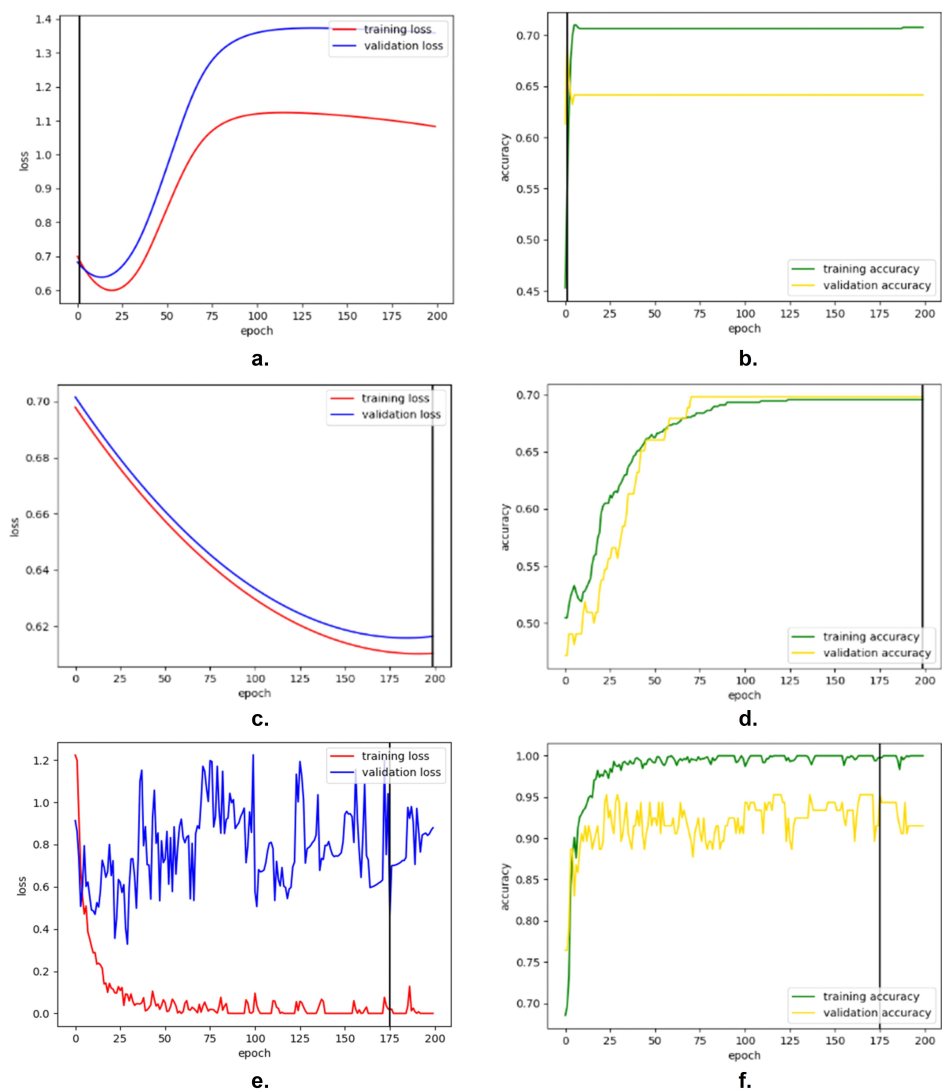 1.4
1.3
1.2
1.1
1.0
0.9
0.8
0.7
0.6
loss
training loss
validation loss
0 25 50 75 100 125 150 175 200
epoch
a.
0.70
0.65
0.60
0.55
0.50
0.45
accuracy
training accuracy
validation accuracy
0 25 50 75 100 125 150 175 200
epoch
b.
0.70
0.68
0.66
0.64
0.62
loss
training loss
validation loss
0 25 50 75 100 125 150 175 200
epoch
c.
0.70
0.65
0.60
0.55
0.50
accuracy
training accuracy
validation accuracy
0 25 50 75 100 125 150 175 200
epoch
d.
1.2
1.0
0.8
0.6
0.4
0.2
0.0
loss
training loss
validation loss
0 25 50 75 100 125 150 175 200
epoch
e.
1.00
0.95
0.90
0.85
0.80
0.75
0.70
accuracy
training accuracy
validation accuracy
0 25 50 75 100 125 150 175 200
epoch
f.